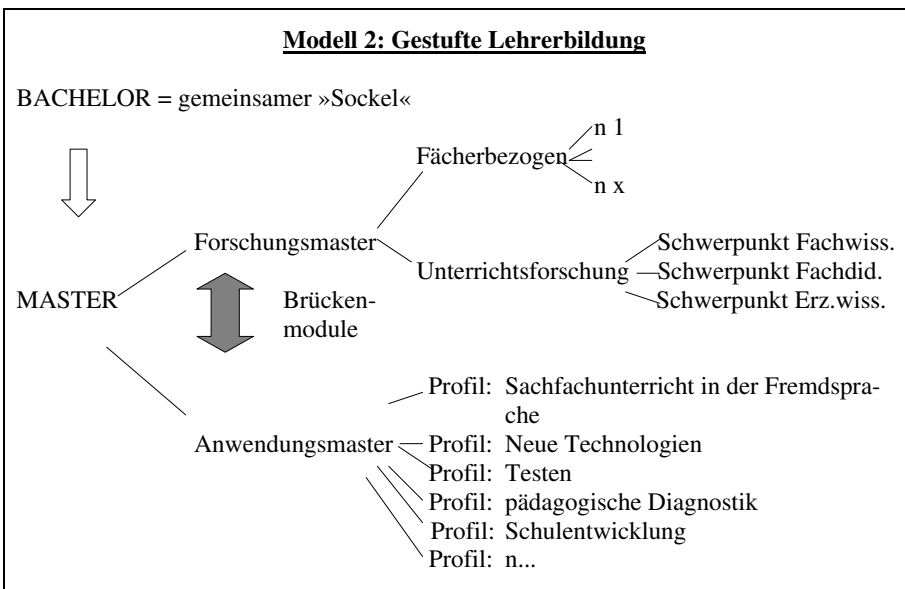 Modell 2: Gestufte Lehrerbildung
BACHELOR = gemeinsamer »Sockel«
n 1
Fächerbezogen
n x
Forschungsmaster
Unterrichtsforschung
Schwerpunkt Fachwiss.
Schwerpunkt Fachdid.
Schwerpunkt Erz.wiss.
MASTER
Brücken-
module
Anwendungsmaster
Profil: Sachfachunterricht in der Fremdspra-
che
Profil: Neue Technologien
Profil: Testen
Profil: pädagogische Diagnostik
Profil: Schulentwicklung
Profil: n...